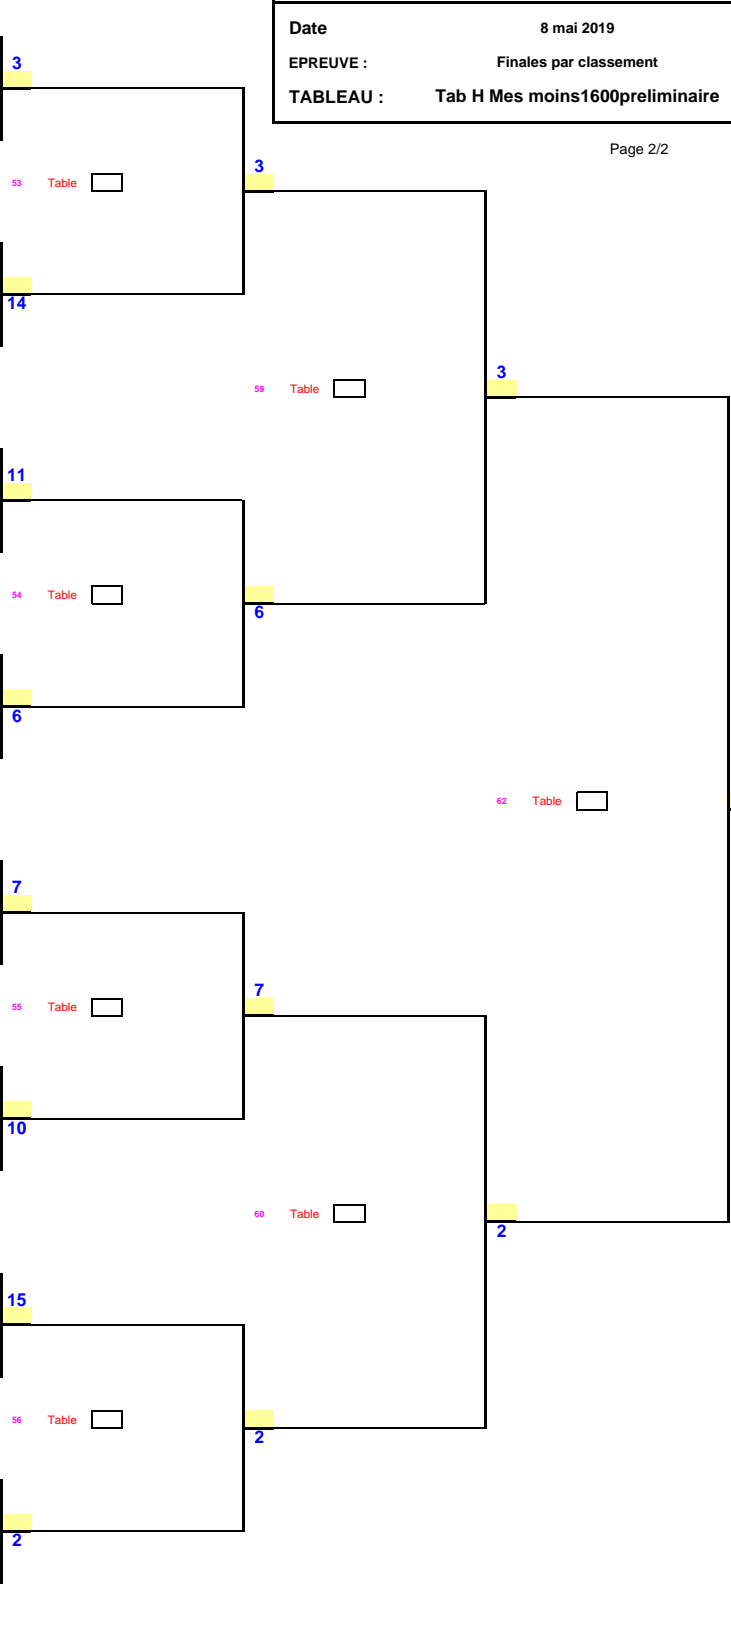 Date 8 mai 2019
EPREUVE : Finales par classement
TABLEAU : Tab H Mes moins1600preliminaire
Page 2/2
3
3
53 Table
14
3
59 Table
11
54 Table
6
6
62 Table
7
7
55 Table
10
60 Table
2
15
56 Table
2
2